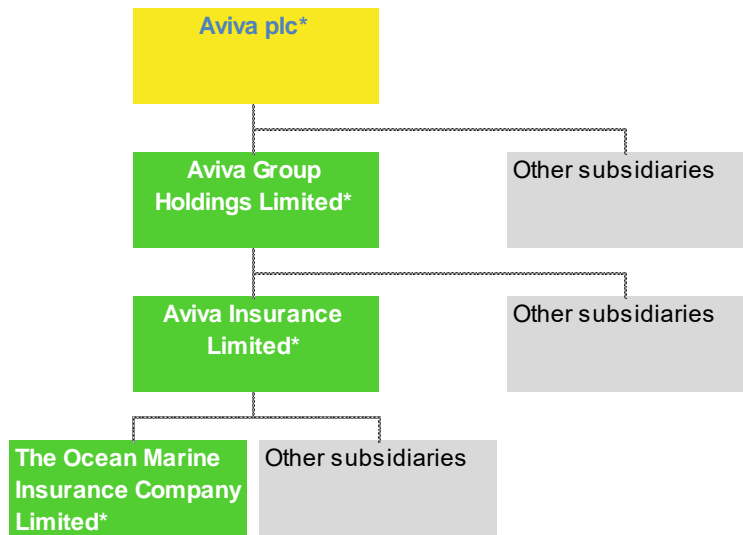 Aviva plc*
Aviva Group
Holdings Limited*
Other subsidiaries
Aviva Insurance
Limited*
Other subsidiaries
The Ocean Marine
Insurance Company
Limited*
Other subsidiaries